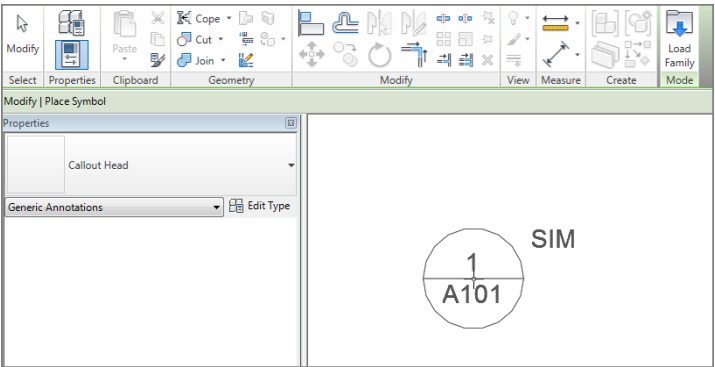 Cope
Cut
Join
Modify
Paste
Load
Family
Select
Properties
Clipboard
Geometry
Modify
View
Measure
Create
Mode
Modify | Place Symbol
Properties
Callout Head
Generic Annotations
Edit Type
SIM
1
A101